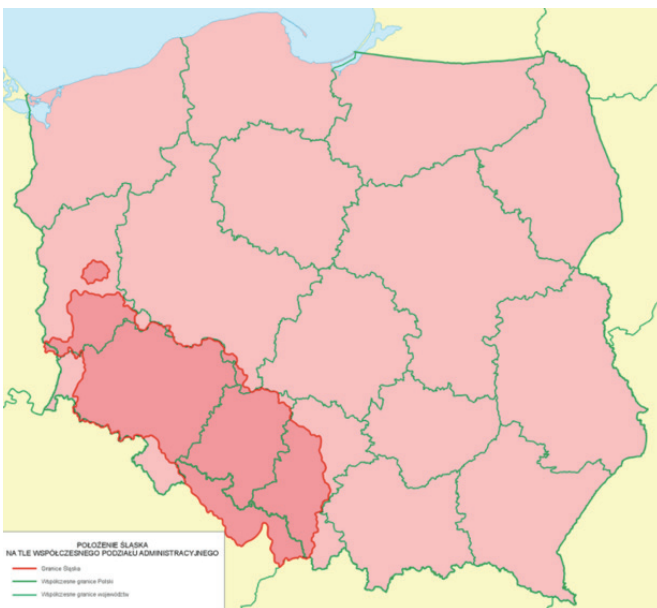 POŁOŻENIE ŚLĄSKA
NA TLE WSPÓŁCZESNEGO PODZIAŁU ADMINISTRACYJNEGO
Granice Śląska
Współczesne granice Polski
Współczesne granice województw